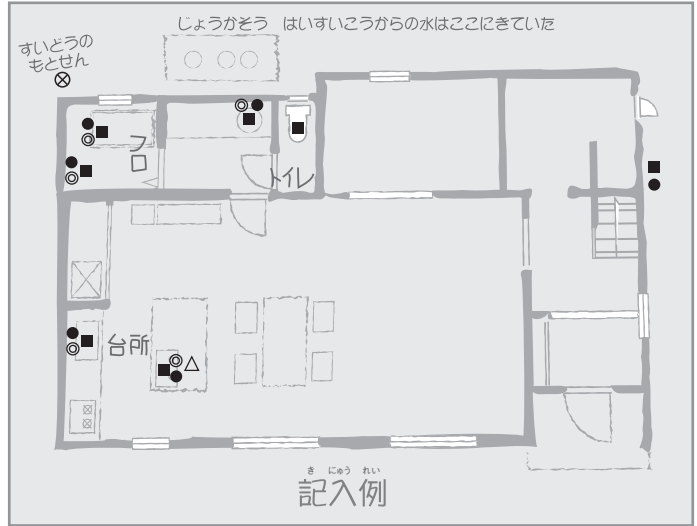 じょうかそう　はいすいこうからの水はここにきていた
すいどうの
もとせん
フロ
トイレ
台所
きにゅうれい
記入例